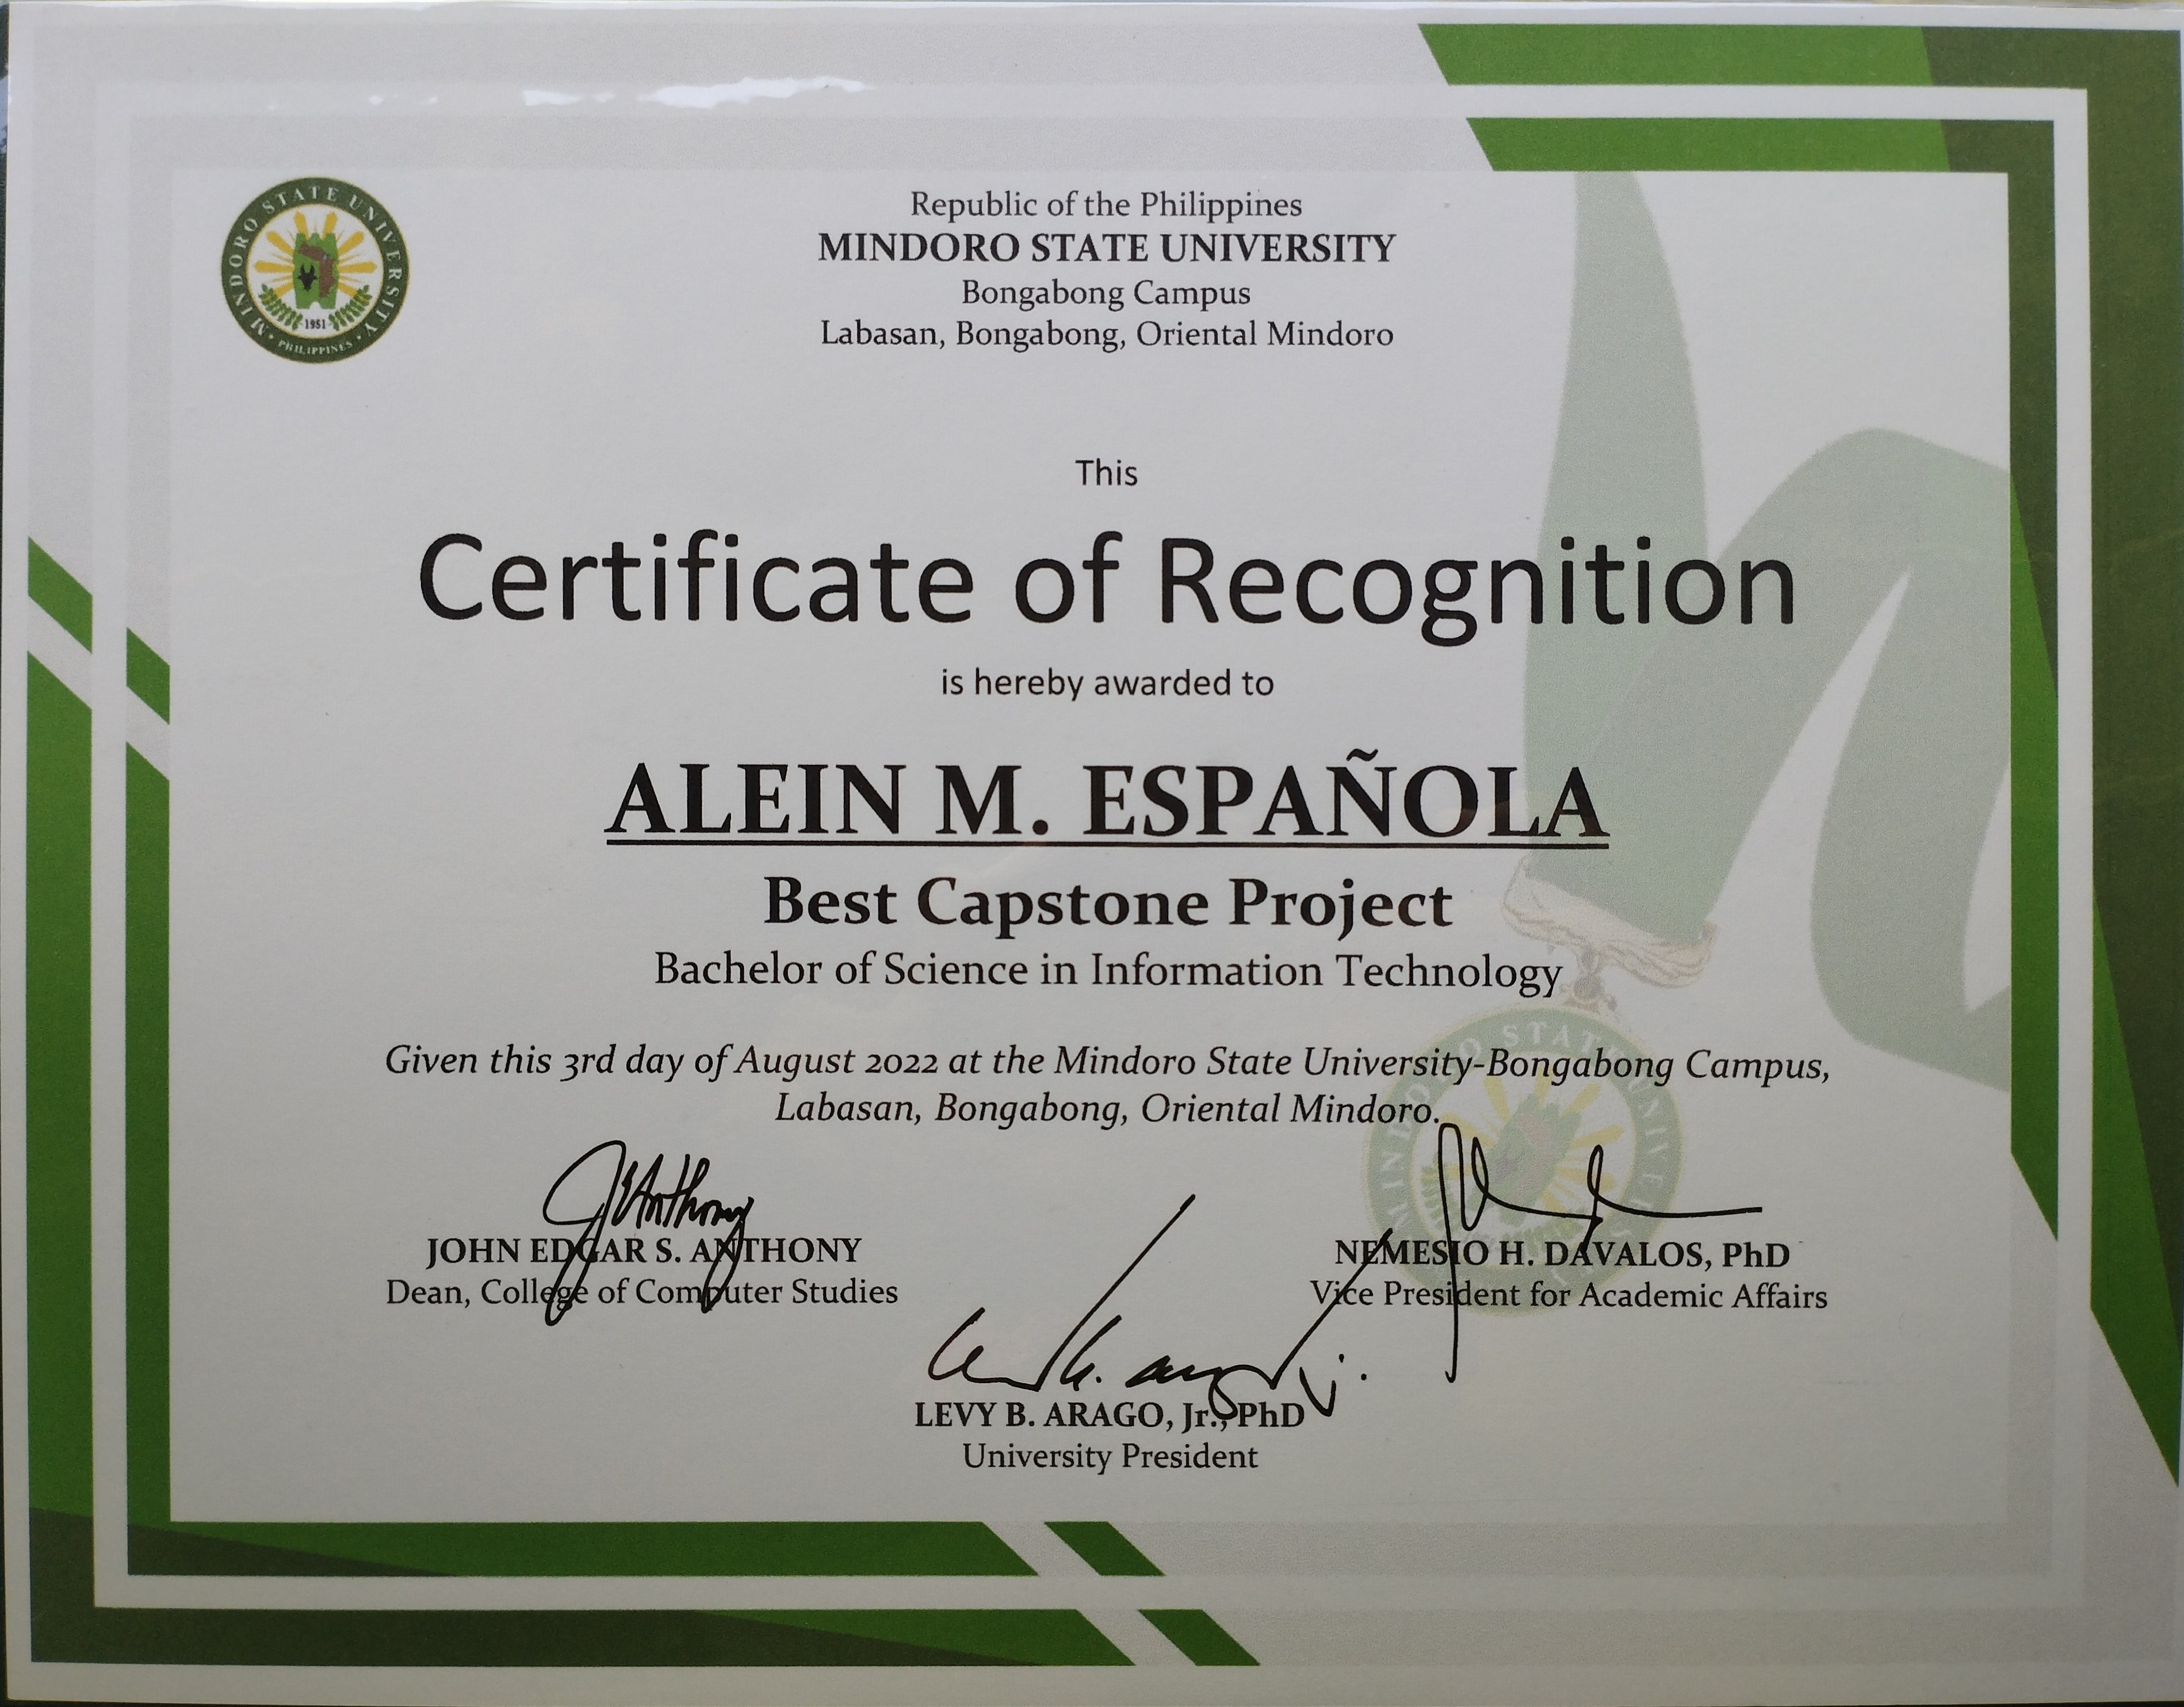 MINDORO STATE UNIVERSITY
PHILIPPINES
1951
Republic of the Philippines
MINDORO STATE UNIVERSITY
Bongabong Campus
Labasan, Bongabong, Oriental Mindoro
This
Certificate of Recognition
is hereby awarded to
ALEIN M. ESPAÑOLA
Best Capstone Project
Bachelor of Science in Information Technology
Given this 3rd day of August 2022 at the Mindoro State University-Bongabong Campus,
Labasan, Bongabong, Oriental Mindoro.
JOHN EDGAR S. ANTHONY
Dean, College of Computer Studies
NEMESIO H. DAVALOS, PhD
Vice President for Academic Affairs
LEVY B. ARAGO, Jr., PhD
University President